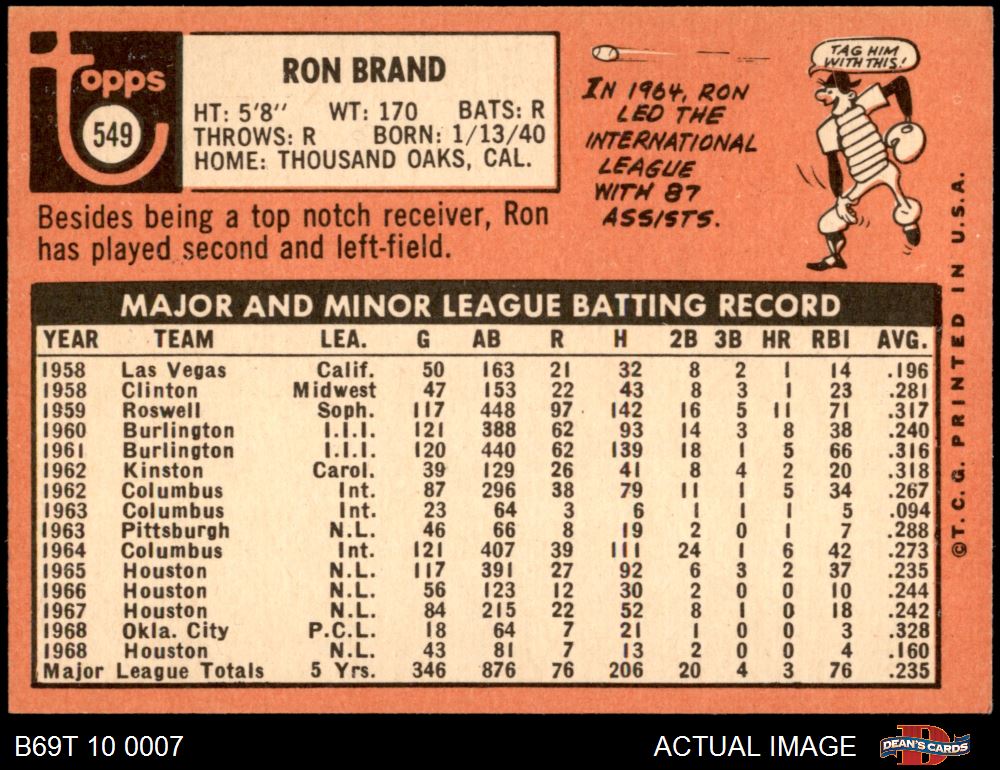 Topps
549
RON BRAND
HT: 5'8" WT: 170 BATS: R
THROWS: R BORN: 1/13/40
HOME: THOUSAND OAKS, CAL.
Besides being a top notch receiver, Ron
has played second and left-field.
IN 1964, RON
LED THE
INTERNATIONAL
LEAGUE
WITH 87
ASSISTS.
TAG HIM
WITH THIS!
MAJOR AND MINOR LEAGUE BATTING RECORD
YEAR TEAM LEA. G AB R H 2B 3B HR RBI AVG.
1958 Las Vegas Calif. 50 163 21 32 8 2 1 14 .196
1958 Clinton Midwest 47 153 22 43 8 3 1 23 .281
1959 Roswell Soph. 117 448 97 142 16 5 11 71 .317
1960 Burlington I.I.I. 121 388 62 93 14 3 8 38 .240
1961 Burlington I.I.I. 120 440 62 139 18 1 5 66 .316
1962 Kinston Carol. 39 129 26 41 8 4 2 20 .318
1962 Columbus Int. 87 296 38 79 11 1 5 34 .267
1963 Columbus Int. 23 64 3 6 1 1 1 5 .094
1963 Pittsburgh N.L. 46 66 8 19 2 0 1 7 .288
1964 Columbus Int. 121 407 39 111 24 1 6 42 .273
1965 Houston N.L. 117 391 27 92 6 3 2 37 .235
1966 Houston N.L. 56 123 12 30 2 0 0 10 .244
1967 Houston N.L. 84 215 22 52 8 1 0 18 .242
1968 Okla. City P.C.L. 18 64 7 21 1 0 0 3 .328
1968 Houston N.L. 43 81 7 13 2 0 0 4 .160
Major League Totals 5 Yrs. 346 876 76 206 20 4 3 76 .235
©T.C.G. PRINTED IN U.S.A.
B69T 10 0007
ACTUAL IMAGE
DEAN'S CARDS